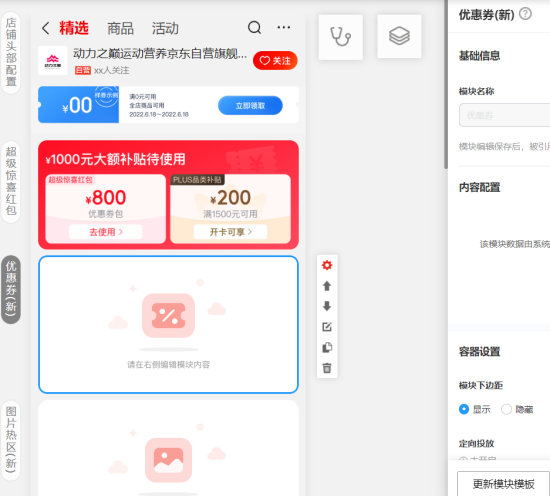 店铺头部配置
超级惊喜红包
优惠券(新)
图片热区(新)
精选
商品
活动
动力之巅运动营养京东自营旗舰...
自营 xx人关注
关注
样券示例
¥00
满0元可用
全店商品可用
2022.6.18~2022.6.18
立即领取
¥1000元大额补贴待使用
超级惊喜红包
¥800
优惠券包
去使用 >
PLUS品类补贴
¥200
满1500元可用
开卡可享 >
请在右侧编辑模块内容
优惠券(新)
基础信息
模块名称
优惠券
模块编辑保存后，被引用
内容配置
该模块数据由系统
容器设置
模块下边距
显示
隐藏
定向投放
更新模块模板